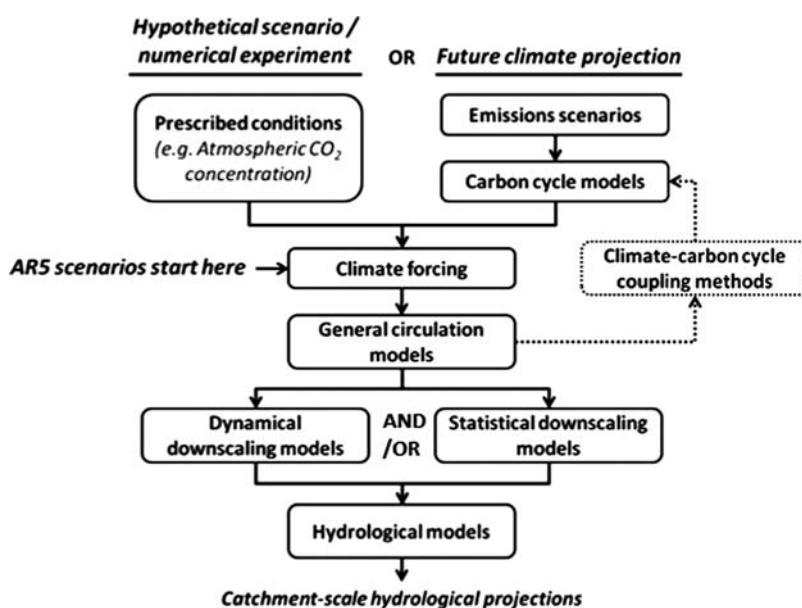 Hypothetical scenario /
numerical experiment
OR
Future climate projection
Prescribed conditions
(e.g. Atmospheric CO₂
concentration)
Emissions scenarios
Carbon cycle models
AR5 scenarios start here
Climate forcing
Climate-carbon cycle
coupling methods
General circulation
models
Dynamical
downscaling models
AND
/OR
Statistical downscaling
models
Hydrological models
Catchment-scale hydrological projections